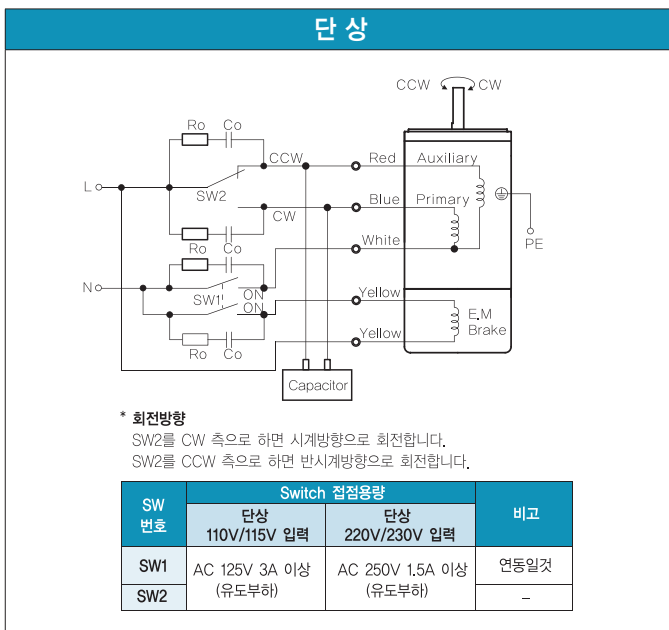 단 상
CCW CW
Ro Co
CCW Red Auxiliary
L SW2
CW Blue Primary
Ro Co White PE
N SW1 ON
ON Yellow
E.M
Brake
Ro Co Yellow
Capacitor
* 회전방향
SW2를 CW 측으로 하면 시계방향으로 회전합니다.
SW2를 CCW 측으로 하면 반시계방향으로 회전합니다.
SW
번호
Switch 접점용량
비고
단상
110V/115V 입력
단상
220V/230V 입력
SW1
AC 125V 3A 이상
(유도부하)
AC 250V 1.5A 이상
(유도부하)
연동일것
SW2
–